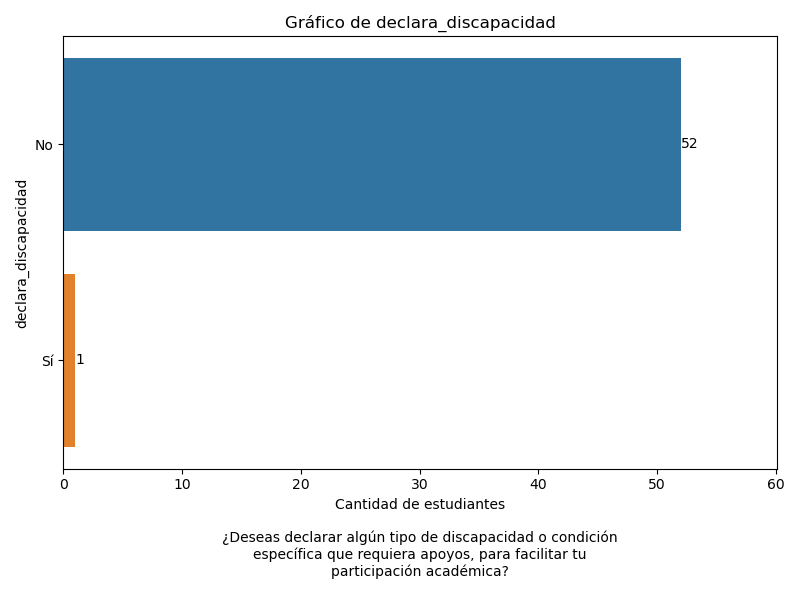 Gráfico de declara_discapacidad
declara_discapacidad
No
52
Sí
1
0 10 20 30 40 50 60
Cantidad de estudiantes
¿Deseas declarar algún tipo de discapacidad o condición
específica que requiera apoyos, para facilitar tu
participación académica?